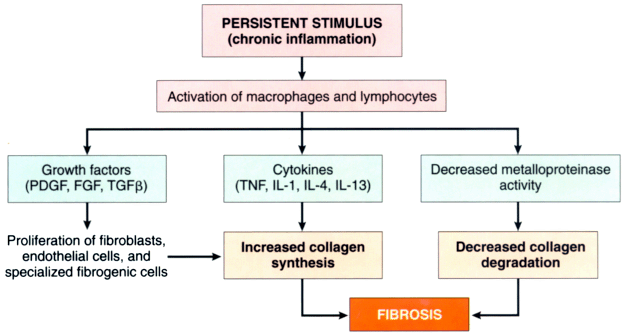 PERSISTENT STIMULUS
(chronic inflammation)
Activation of macrophages and lymphocytes
Growth factors
(PDGF, FGF, TGFβ)
Cytokines
(TNF, IL-1, IL-4, IL-13)
Decreased metalloproteinase
activity
Proliferation of fibroblasts,
endothelial cells, and
specialized fibrogenic cells
Increased collagen
synthesis
Decreased collagen
degradation
FIBROSIS